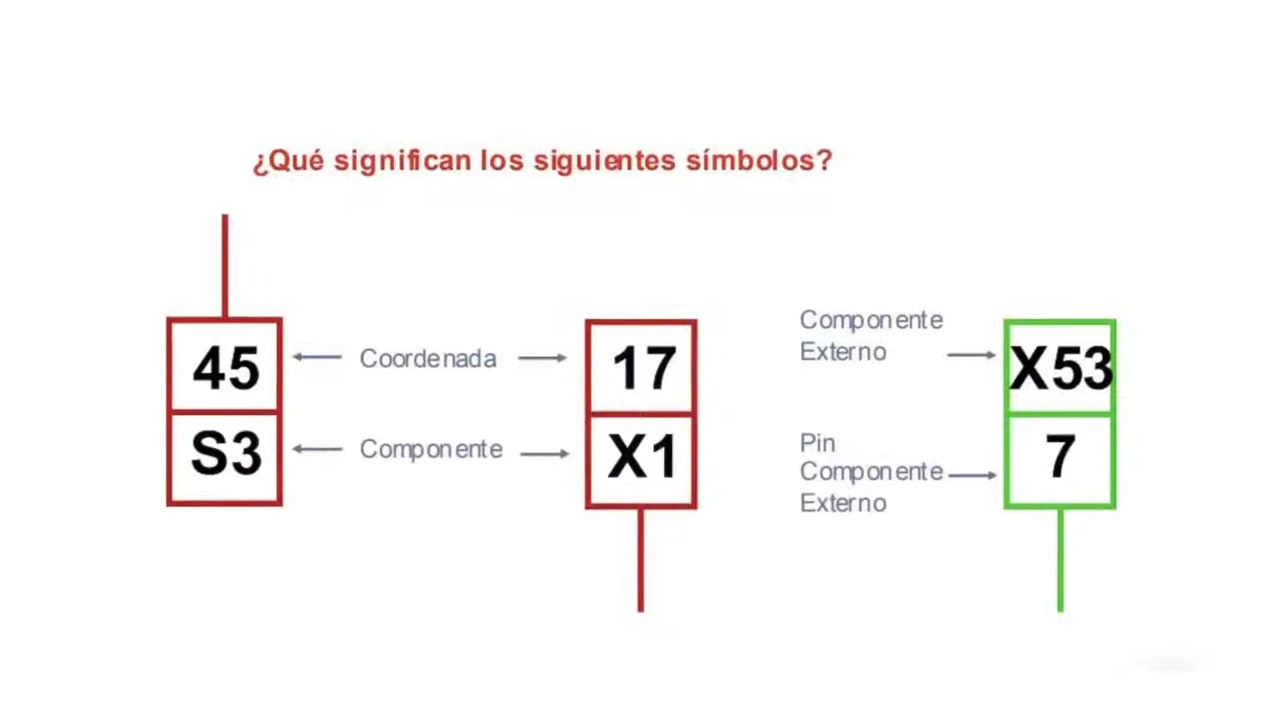 ¿Qué significan los siguientes símbolos?
45
Coordenada
17
Componente
Externo
X53
S3
Componente
X1
Pin
Componente
Externo
7